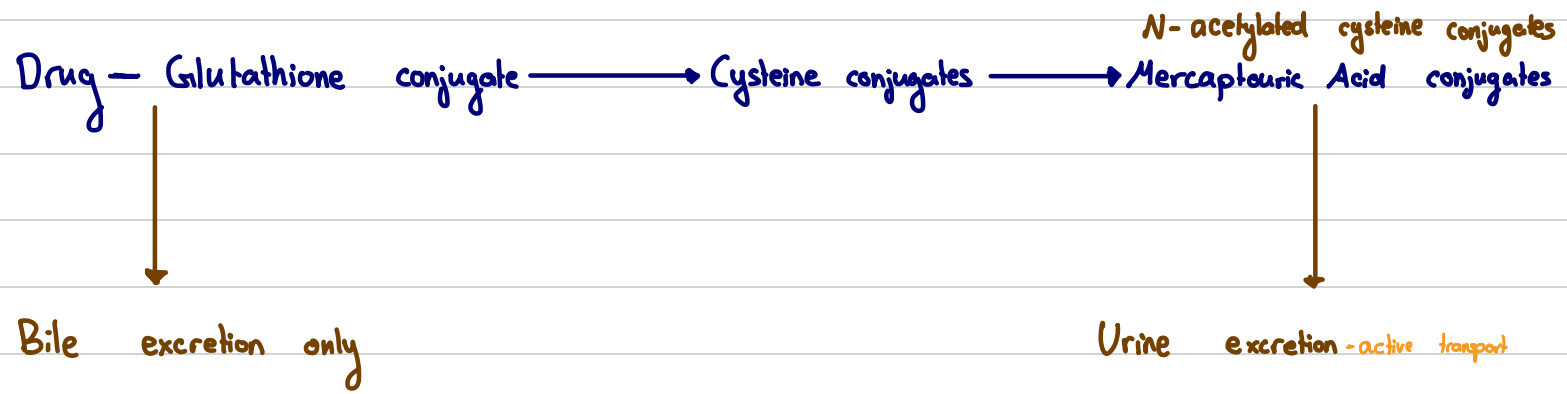 N- acetylated cysteine conjugates
Drug — Glutathione conjugate → Cysteine conjugates → Mercaptouric Acid conjugates
Bile excretion only
Urine excretion - active transport